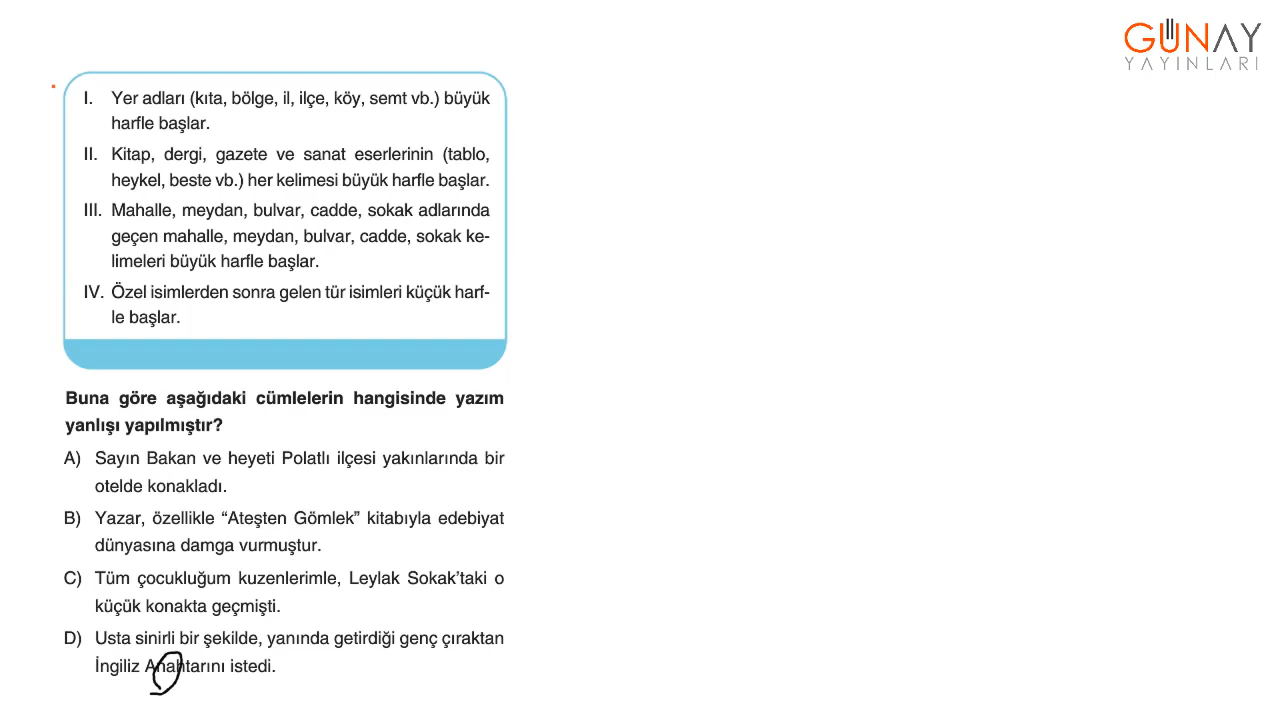 GÜNAY
YAYINLARI
I. Yer adları (kıta, bölge, il, ilçe, köy, semt vb.) büyük
harfle başlar.
II. Kitap, dergi, gazete ve sanat eserlerinin (tablo,
heykel, beste vb.) her kelimesi büyük harfle başlar.
III. Mahalle, meydan, bulvar, cadde, sokak adlarında
geçen mahalle, meydan, bulvar, cadde, sokak ke-
limeleri büyük harfle başlar.
IV. Özel isimlerden sonra gelen tür isimleri küçük harf-
le başlar.
Buna göre aşağıdaki cümlelerin hangisinde yazım
yanlışı yapılmıştır?
A) Sayın Bakan ve heyeti Polatlı ilçesi yakınlarında bir
otelde konakladı.
B) Yazar, özellikle “Ateşten Gömlek” kitabıyla edebiyat
dünyasına damga vurmuştur.
C) Tüm çocukluğum kuzenlerimle, Leylak Sokak’taki o
küçük konakta geçmişti.
D) Usta sinirli bir şekilde, yanında getirdiği genç çıraktan
İngiliz Anahtarını istedi.